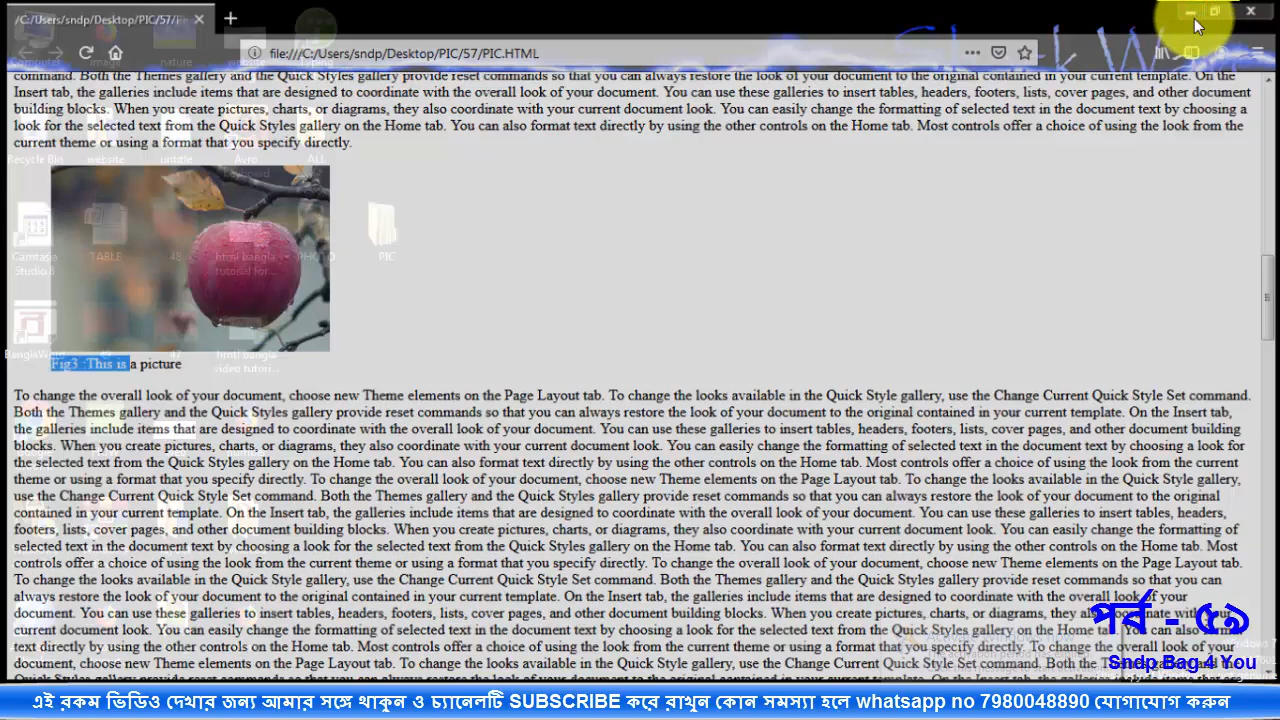 /C:/Users/sndp/Desktop/PIC/57/
file:///C:/Users/sndp/Desktop/PIC/57/PIC.HTML
command. Both the Themes gallery and the Quick Styles gallery provide reset commands so that you can always restore the look of your document to the original contained in your current template. On the
Insert tab, the galleries include items that are designed to coordinate with the overall look of your document. You can use these galleries to insert tables, headers, footers, lists, cover pages, and other document
building blocks. When you create pictures, charts, or diagrams, they also coordinate with your current document look. You can easily change the formatting of selected text in the document text by choosing a
look for the selected text from the Quick Styles gallery on the Home tab. You can also format text directly by using the other controls on the Home tab. Most controls offer a choice of using the look from the
current theme or using a format that you specify directly.
Recycle Bin
website
untitle
Avro Keyboard
ALL
Camtasia Studio 8
TABLE
48
html bangla tutorial for...
PHOTO
PIC
BanglaWord
47
html bangla video tutori...
Fig3 :This is a picture
To change the overall look of your document, choose new Theme elements on the Page Layout tab. To change the looks available in the Quick Style gallery, use the Change Current Quick Style Set command.
Both the Themes gallery and the Quick Styles gallery provide reset commands so that you can always restore the look of your document to the original contained in your current template. On the Insert tab,
the galleries include items that are designed to coordinate with the overall look of your document. You can use these galleries to insert tables, headers, footers, lists, cover pages, and other document building
blocks. When you create pictures, charts, or diagrams, they also coordinate with your current document look. You can easily change the formatting of selected text in the document text by choosing a look for
the selected text from the Quick Styles gallery on the Home tab. You can also format text directly by using the other controls on the Home tab. Most controls offer a choice of using the look from the current
theme or using a format that you specify directly. To change the overall look of your document, choose new Theme elements on the Page Layout tab. To change the looks available in the Quick Style gallery,
use the Change Current Quick Style Set command. Both the Themes gallery and the Quick Styles gallery provide reset commands so that you can always restore the look of your document to the original
contained in your current template. On the Insert tab, the galleries include items that are designed to coordinate with the overall look of your document. You can use these galleries to insert tables, headers,
footers, lists, cover pages, and other document building blocks. When you create pictures, charts, or diagrams, they also coordinate with your current document look. You can easily change the formatting of
selected text in the document text by choosing a look for the selected text from the Quick Styles gallery on the Home tab. You can also format text directly by using the other controls on the Home tab. Most
controls offer a choice of using the look from the current theme or using a format that you specify directly. To change the overall look of your document, choose new Theme elements on the Page Layout tab.
To change the looks available in the Quick Style gallery, use the Change Current Quick Style Set command. Both the Themes gallery and the Quick Styles gallery provide reset commands so that you can
always restore the look of your document to the original contained in your current template. On the Insert tab, the galleries include items that are designed to coordinate with the overall look of your
document. You can use these galleries to insert tables, headers, footers, lists, cover pages, and other document building blocks. When you create pictures, charts, or diagrams, they also coordinate with your
current document look. You can easily change the formatting of selected text in the document text by choosing a look for the selected text from the Quick Styles gallery on the Home tab. You can also format
text directly by using the other controls on the Home tab. Most controls offer a choice of using the look from the current theme or using a format that you specify directly. To change the overall look of your
document, choose new Theme elements on the Page Layout tab. To change the looks available in the Quick Style gallery, use the Change Current Quick Style Set command. Both the Themes gallery and the
পর্ব - ৫৯
Sndp Bag 4 You
এই রকম ভিডিও দেখার জন্য আমার সঙ্গে থাকুন ও চ্যানেলটি SUBSCRIBE করে রাখুন কোন সমস্যা হলে whatsapp no 7980048890 যোগাযোগ করুন